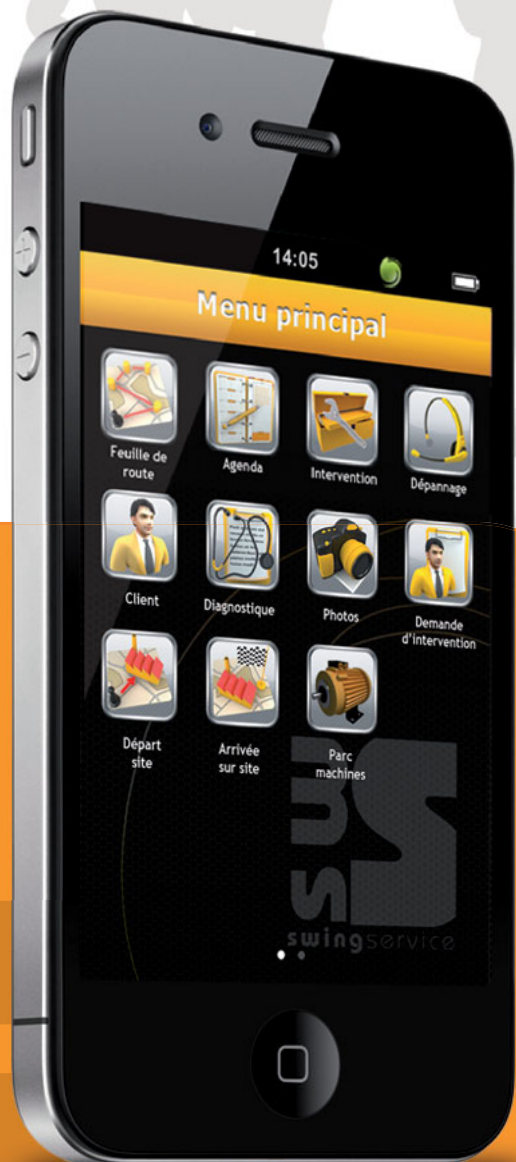 14:05
Menu principal
Feuille de
route
Agenda
Intervention
Dépannage
Client
Diagnostique
Photos
Demande
d'intervention
Départ
site
Arrivée
sur site
Parc
machines
sw
swingservice